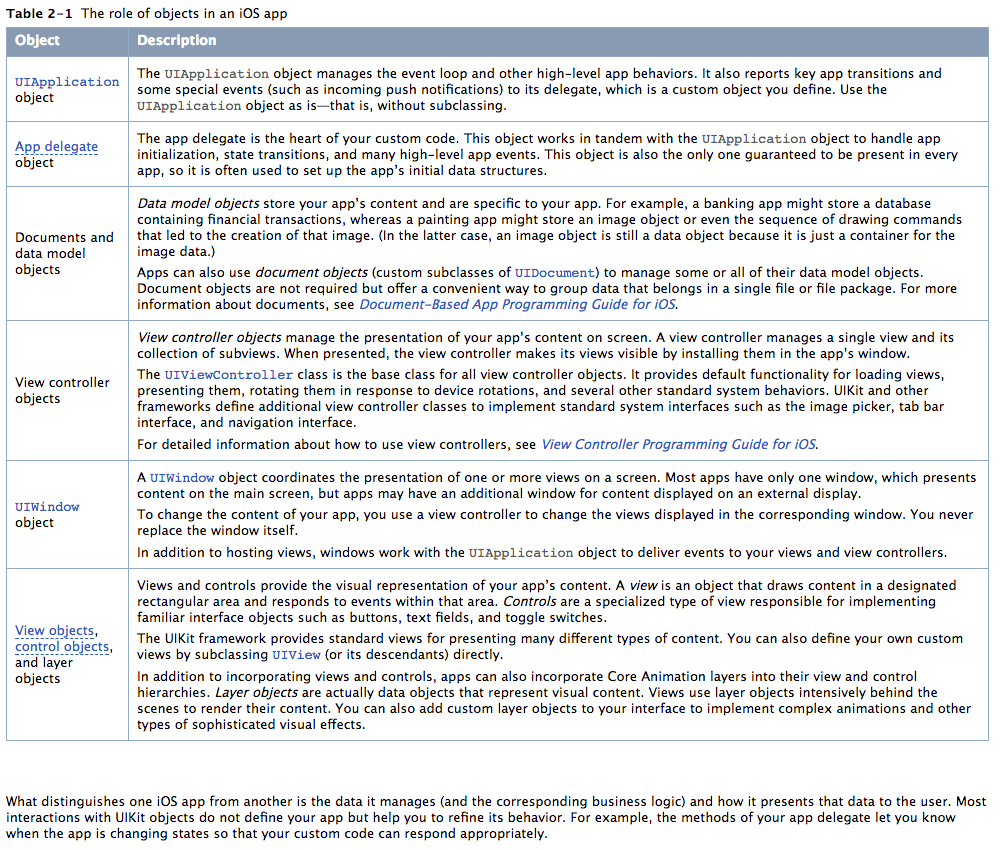 Table 2-1 The role of objects in an iOS app
Object Description
UIApplication
object
The UIApplication object manages the event loop and other high-level app behaviors. It also reports key app transitions and
some special events (such as incoming push notifications) to its delegate, which is a custom object you define. Use the
UIApplication object as is—that is, without subclassing.
App delegate
object
The app delegate is the heart of your custom code. This object works in tandem with the UIApplication object to handle app
initialization, state transitions, and many high-level app events. This object is also the only one guaranteed to be present in every
app, so it is often used to set up the app's initial data structures.
Documents and
data model
objects
Data model objects store your app's content and are specific to your app. For example, a banking app might store a database
containing financial transactions, whereas a painting app might store an image object or even the sequence of drawing commands
that led to the creation of that image. (In the latter case, an image object is still a data object because it is just a container for the
image data.)
Apps can also use document objects (custom subclasses of UIDocument) to manage some or all of their data model objects.
Document objects are not required but offer a convenient way to group data that belongs in a single file or file package. For more
information about documents, see Document-Based App Programming Guide for iOS.
View controller
objects
View controller objects manage the presentation of your app's content on screen. A view controller manages a single view and its
collection of subviews. When presented, the view controller makes its views visible by installing them in the app's window.
The UIViewController class is the base class for all view controller objects. It provides default functionality for loading views,
presenting them, rotating them in response to device rotations, and several other standard system behaviors. UIKit and other
frameworks define additional view controller classes to implement standard system interfaces such as the image picker, tab bar
interface, and navigation interface.
For detailed information about how to use view controllers, see View Controller Programming Guide for iOS.
UIWindow
object
A UIWindow object coordinates the presentation of one or more views on a screen. Most apps have only one window, which presents
content on the main screen, but apps may have an additional window for content displayed on an external display.
To change the content of your app, you use a view controller to change the views displayed in the corresponding window. You never
replace the window itself.
In addition to hosting views, windows work with the UIApplication object to deliver events to your views and view controllers.
View objects,
control objects,
and layer
objects
Views and controls provide the visual representation of your app's content. A view is an object that draws content in a designated
rectangular area and responds to events within that area. Controls are a specialized type of view responsible for implementing
familiar interface objects such as buttons, text fields, and toggle switches.
The UIKit framework provides standard views for presenting many different types of content. You can also define your own custom
views by subclassing UIView (or its descendants) directly.
In addition to incorporating views and controls, apps can also incorporate Core Animation layers into their view and control
hierarchies. Layer objects are actually data objects that represent visual content. Views use layer objects intensively behind the
scenes to render their content. You can also add custom layer objects to your interface to implement complex animations and other
types of sophisticated visual effects.
What distinguishes one iOS app from another is the data it manages (and the corresponding business logic) and how it presents that data to the user. Most
interactions with UIKit objects do not define your app but help you to refine its behavior. For example, the methods of your app delegate let you know
when the app is changing states so that your custom code can respond appropriately.